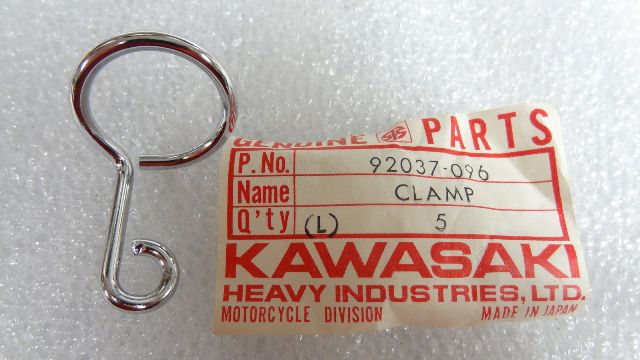 GENUINE PARTS
P. No. 92037-096
Name CLAMP
Q'ty (L) 5
KAWASAKI
HEAVY INDUSTRIES, LTD.
MOTORCYCLE DIVISION MADE IN JAPAN